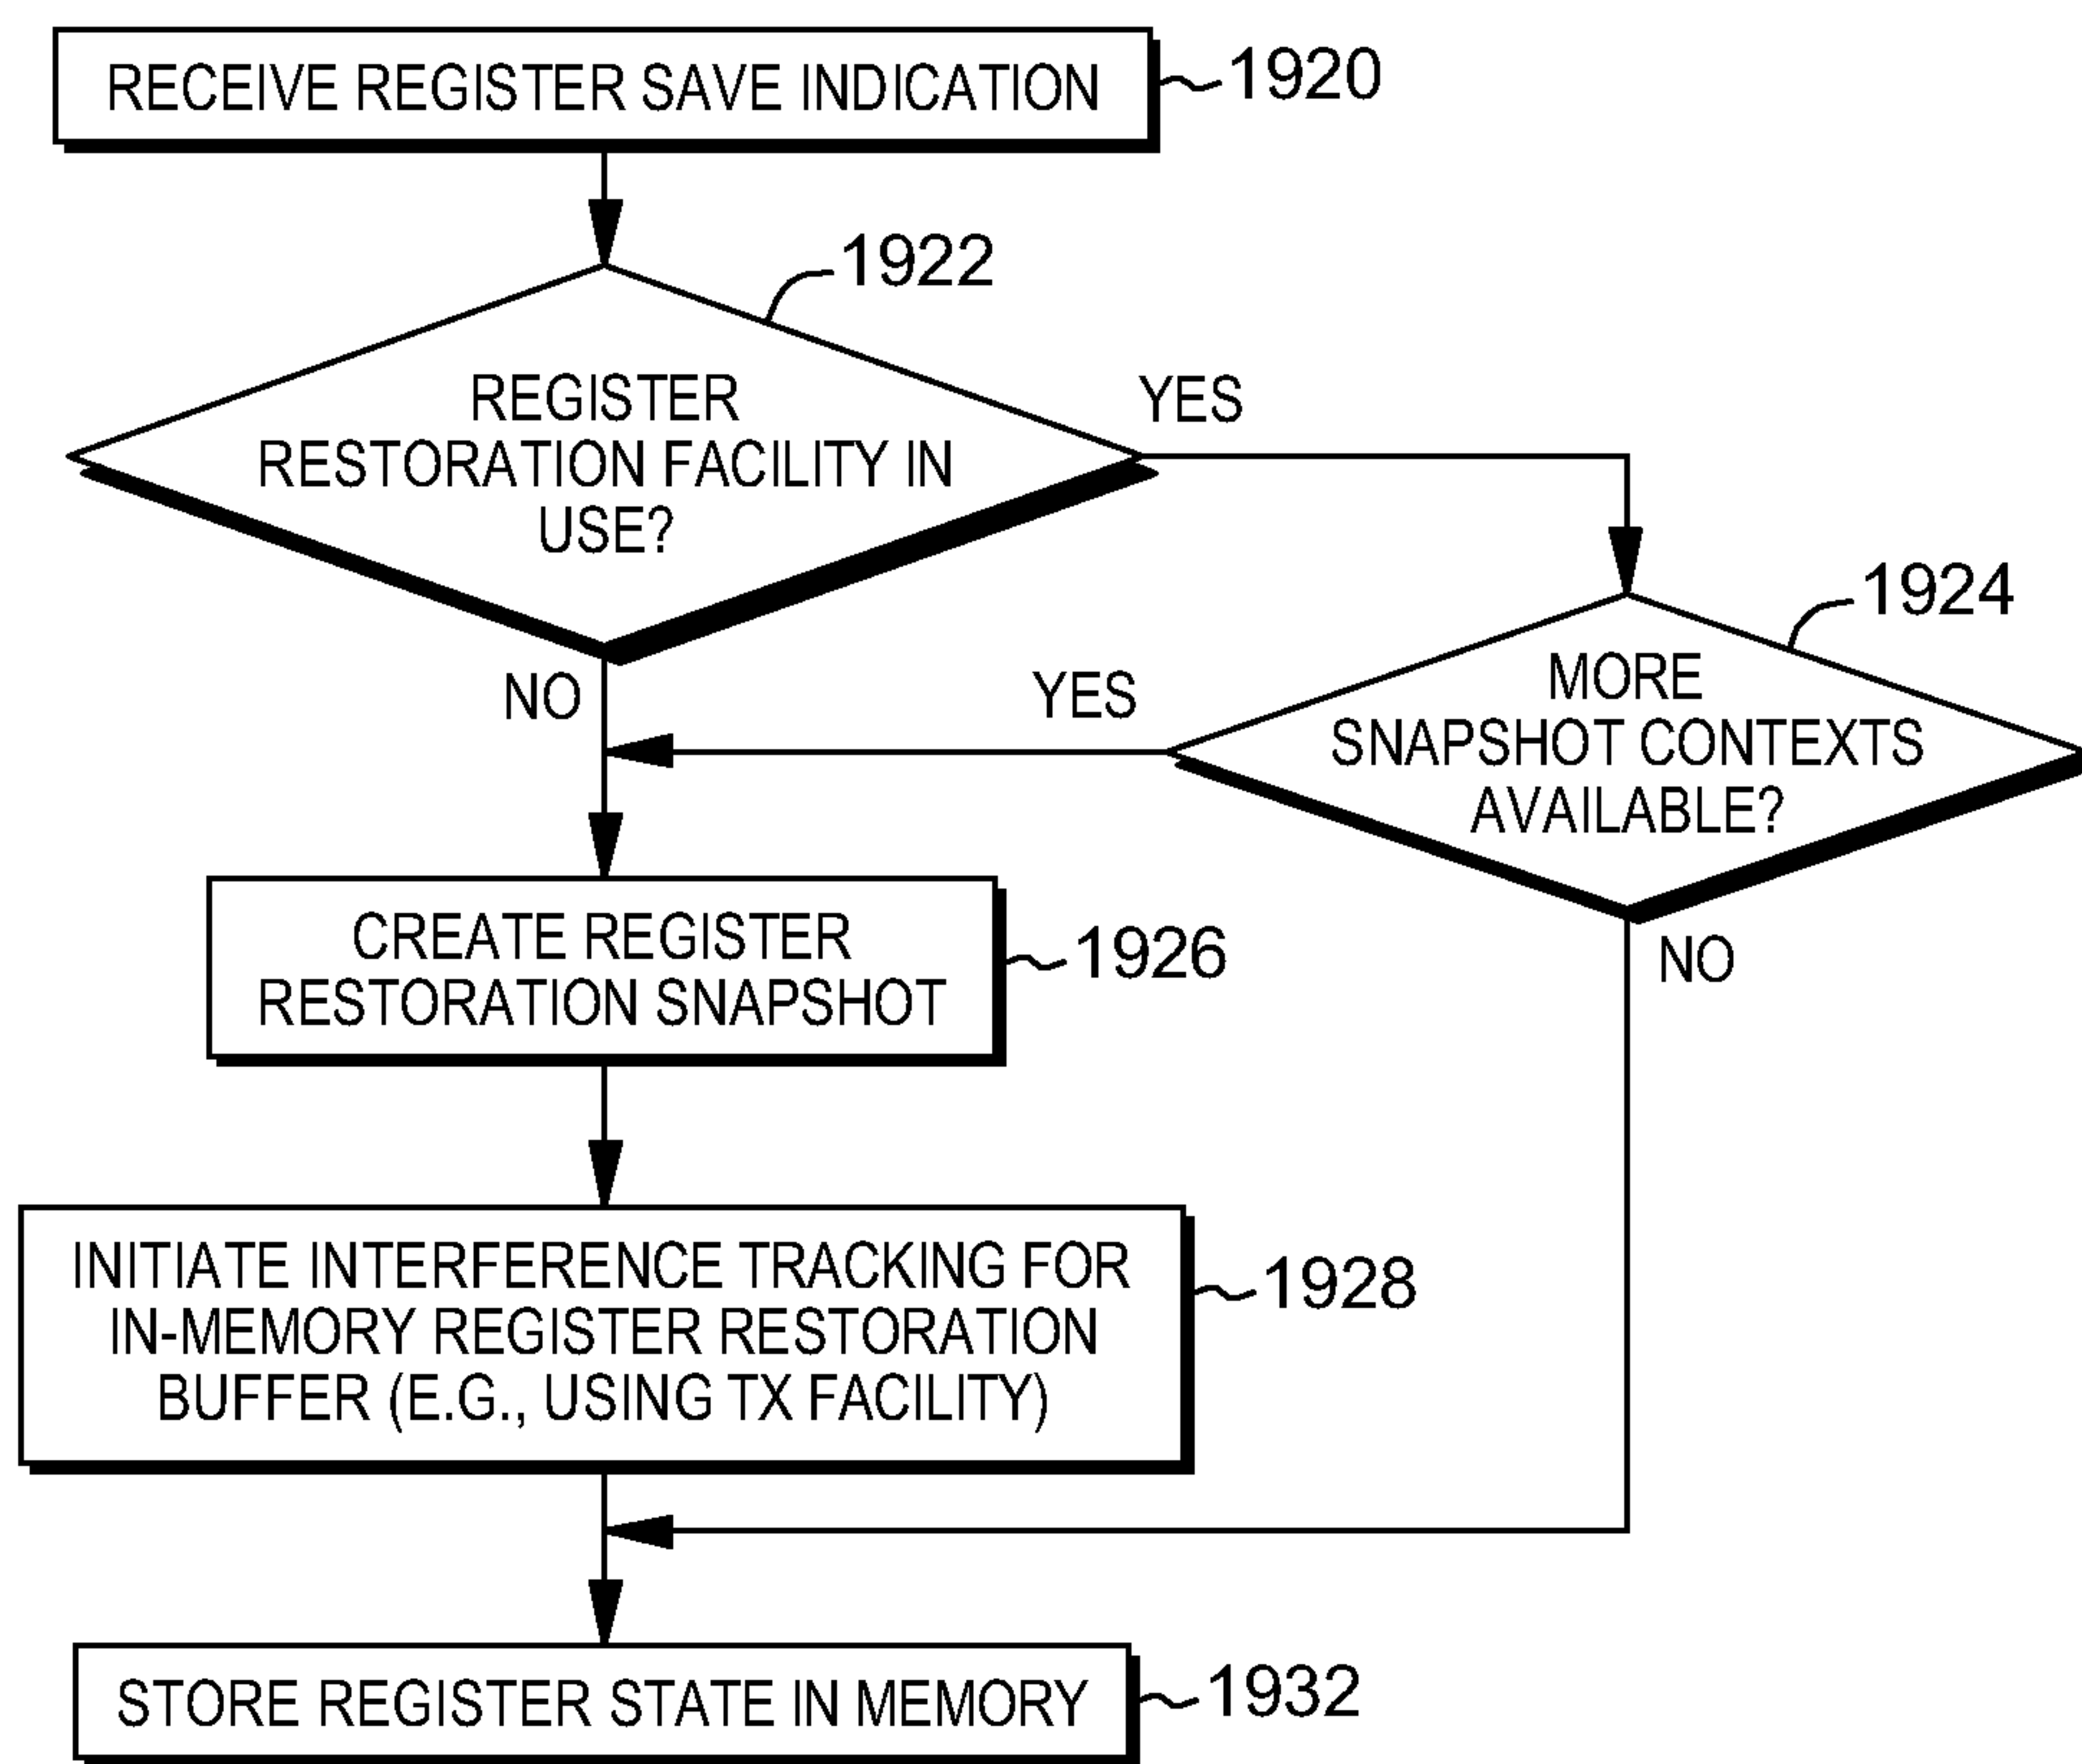 RECEIVE REGISTER SAVE INDICATION
1920
1922
REGISTER
RESTORATION FACILITY IN
USE?
YES
NO
1924
MORE
SNAPSHOT CONTEXTS
AVAILABLE?
YES
NO
CREATE REGISTER
RESTORATION SNAPSHOT
1926
INITIATE INTERFERENCE TRACKING FOR
IN-MEMORY REGISTER RESTORATION
BUFFER (E.G., USING TX FACILITY)
1928
STORE REGISTER STATE IN MEMORY
1932